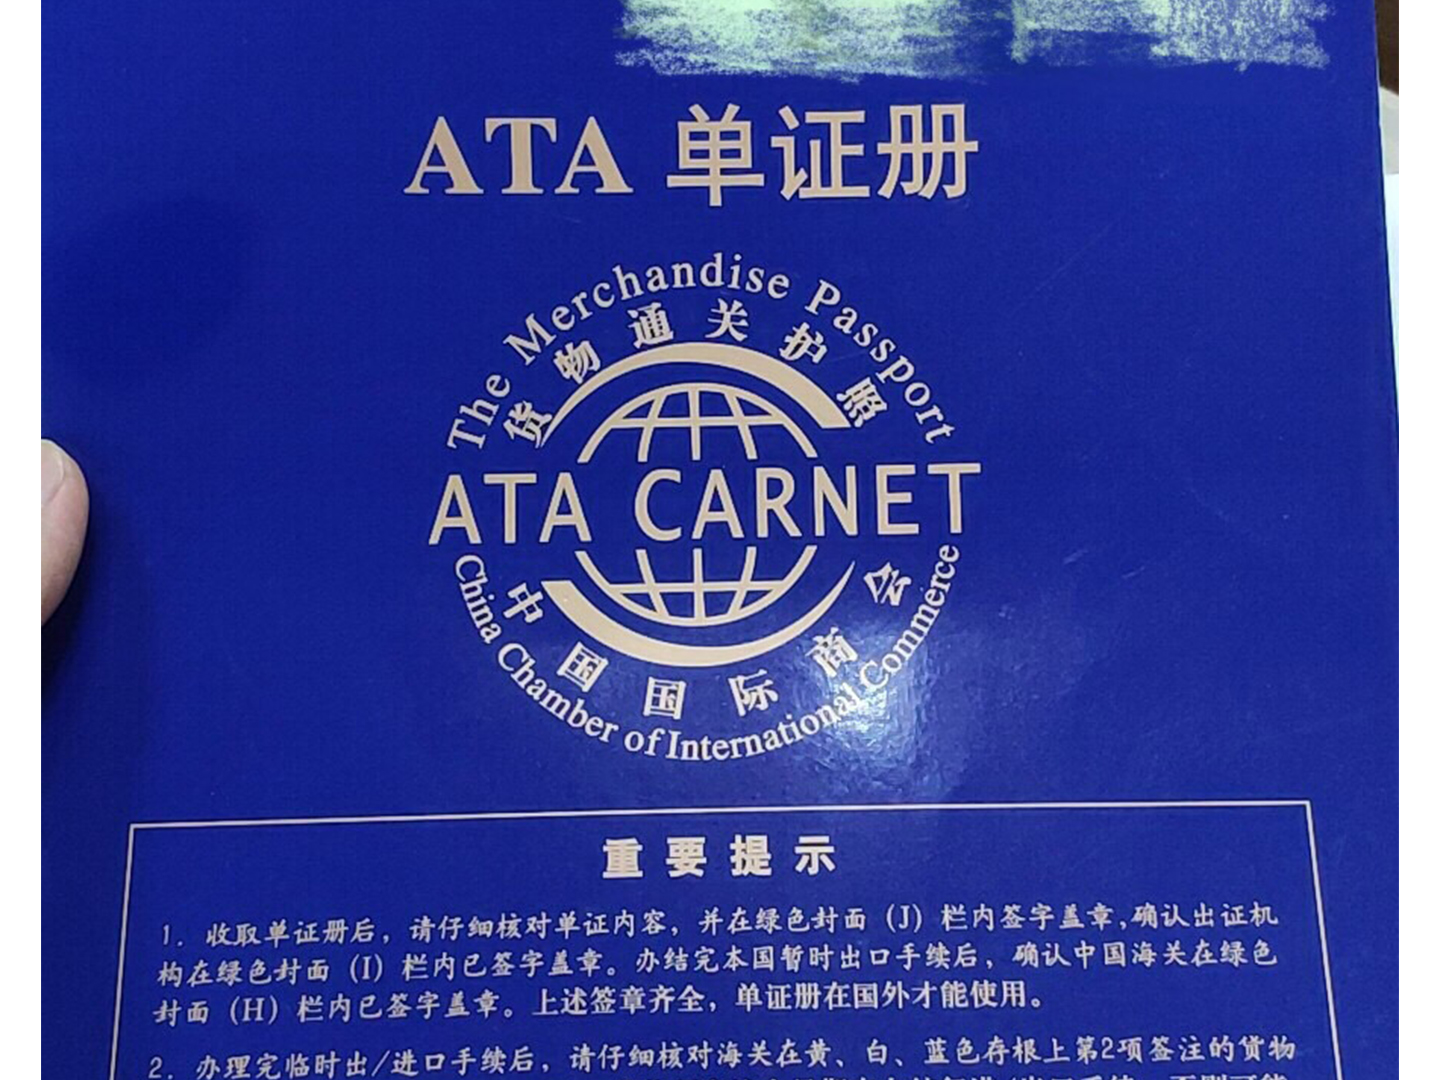 ATA 单证册
The Merchandise Passport
货物通关护照
ATA CARNET
中国国际商会
China Chamber of International Commerce
重要提示
1. 收取单证册后，请仔细核对单证内容，并在绿色封面（J）栏内签字盖章,确认出证机
构在绿色封面（I）栏内已签字盖章。办结完本国暂时出口手续后，确认中国海关在绿色
封面（H）栏内已签字盖章。上述签章齐全，单证册在国外才能使用。
2. 办理完临时出/进口手续后，请仔细核对海关在黄、白、蓝色存根上第2项签注的货物